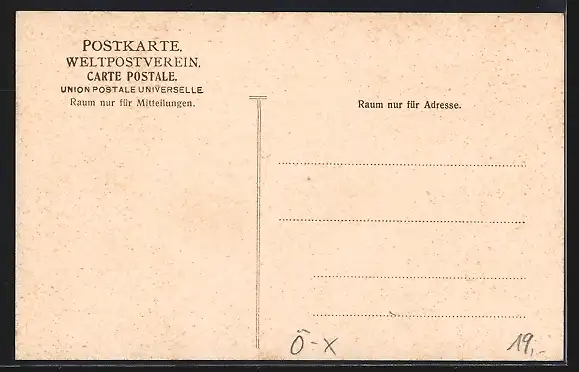 POSTKARTE.
WELTPOSTVEREIN.
CARTE POSTALE.
UNION POSTALE UNIVERSELLE
Raum nur für Mitteilungen.
Raum nur für Adresse.
Ö-X
19,-